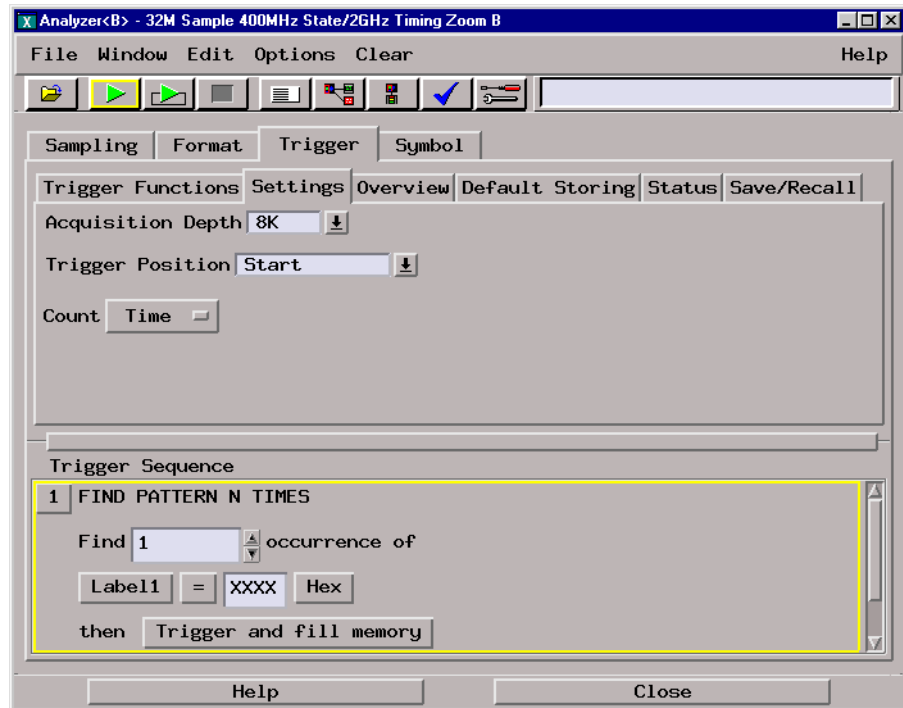 Analyzer<B> - 32M Sample 400MHz State/2GHz Timing Zoom B
File Window Edit Options Clear Help
Sampling Format Trigger Symbol
Trigger Functions Settings Overview Default Storing Status Save/Recall
Acquisition Depth 8K
Trigger Position Start
Count Time
Trigger Sequence
1 FIND PATTERN N TIMES
Find 1 occurrence of
Label1 = XXXX Hex
then Trigger and fill memory
Help Close